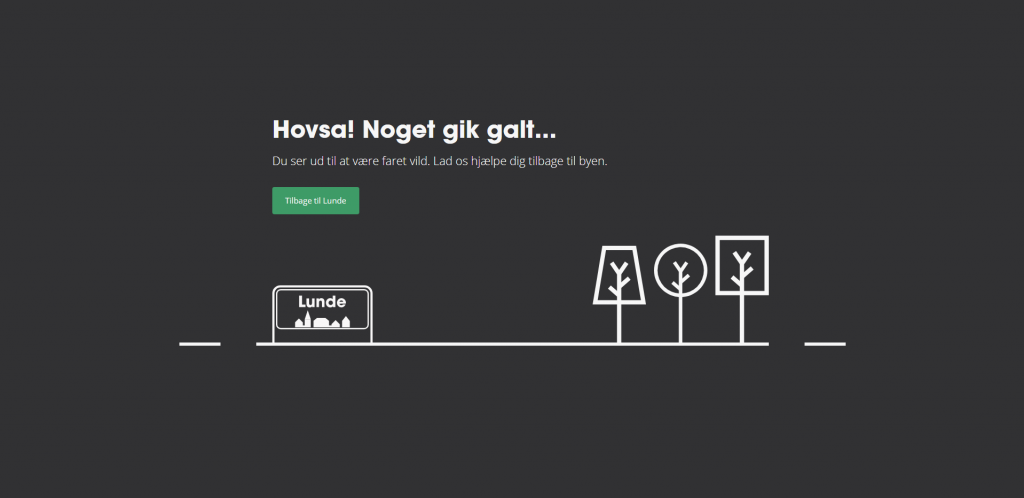 Hovsa! Noget gik galt...
Du ser ud til at være faret vild. Lad os hjælpe dig tilbage til byen.
Tilbage til Lunde
Lunde